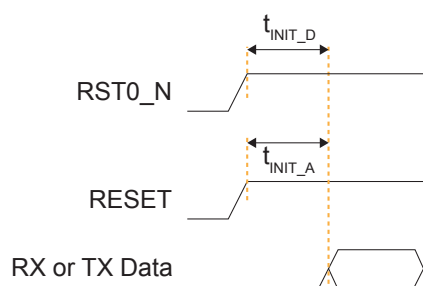 tINIT_D
RST0_N
tINIT_A
RESET
RX or TX Data